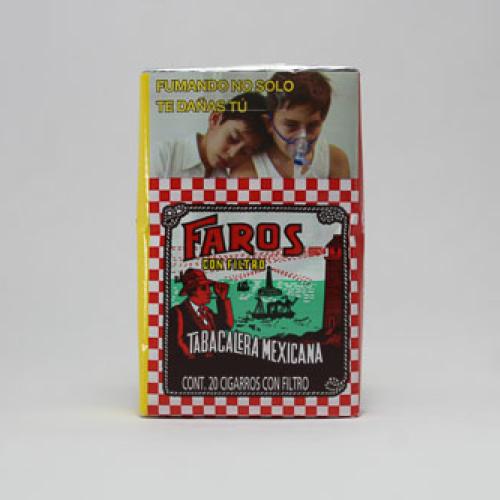 FUMANDO NO SOLO
TE DAÑAS TÚ
FAROS
CON FILTRO
TABACALERA MEXICANA
CONT. 20 CIGARROS CON FILTRO